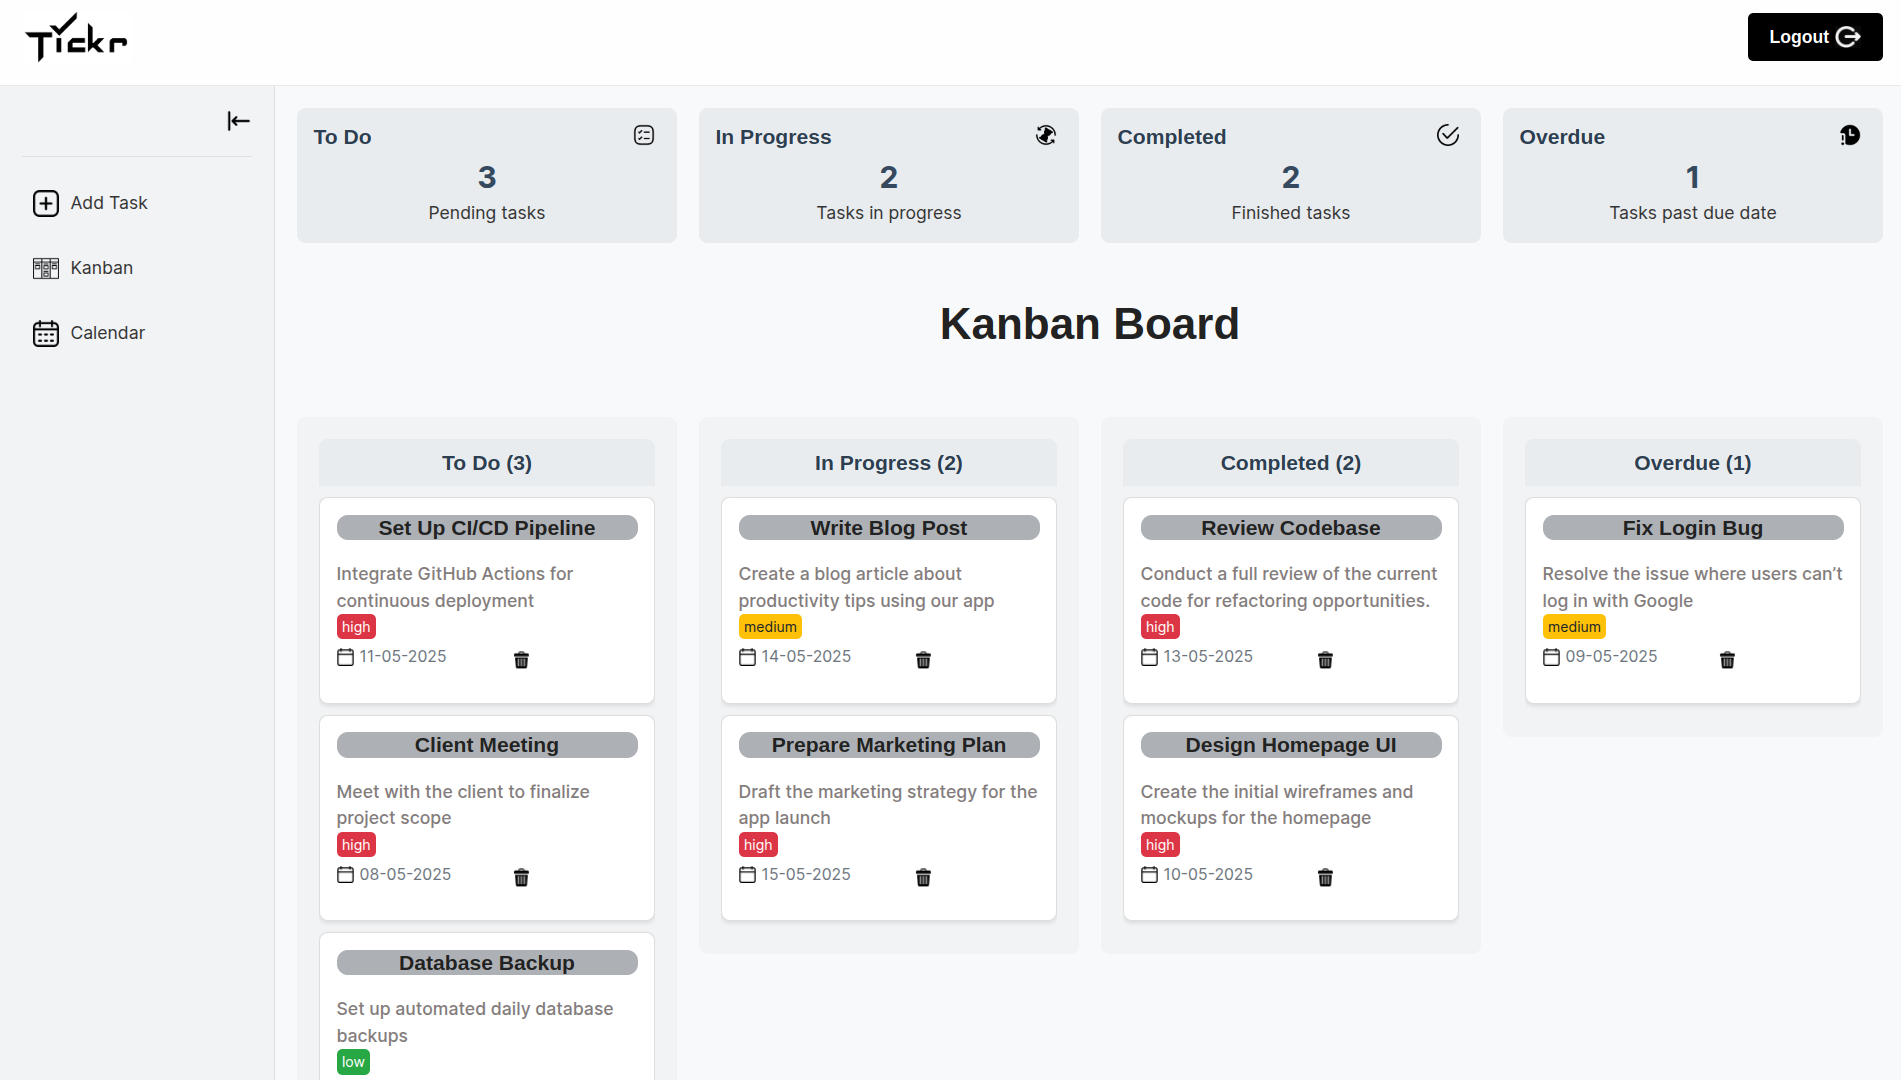 Tickr
Logout
Add Task
Kanban
Calendar
To Do
3
Pending tasks
In Progress
2
Tasks in progress
Completed
2
Finished tasks
Overdue
1
Tasks past due date
Kanban Board
To Do (3)
Set Up CI/CD Pipeline
Integrate GitHub Actions for
continuous deployment
high
11-05-2025
Client Meeting
Meet with the client to finalize
project scope
high
08-05-2025
Database Backup
Set up automated daily database
backups
low
In Progress (2)
Write Blog Post
Create a blog article about
productivity tips using our app
medium
14-05-2025
Prepare Marketing Plan
Draft the marketing strategy for the
app launch
high
15-05-2025
Completed (2)
Review Codebase
Conduct a full review of the current
code for refactoring opportunities.
high
13-05-2025
Design Homepage UI
Create the initial wireframes and
mockups for the homepage
high
10-05-2025
Overdue (1)
Fix Login Bug
Resolve the issue where users can’t
log in with Google
medium
09-05-2025